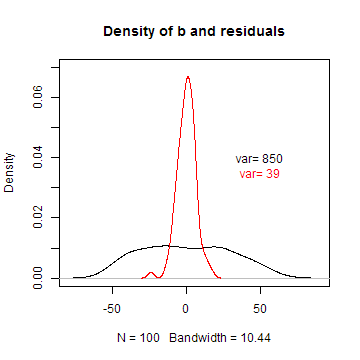 Density of b and residuals
Density
0.00
0.02
0.04
0.06
var= 850
var= 39
-50
0
50
N = 100   Bandwidth = 10.44